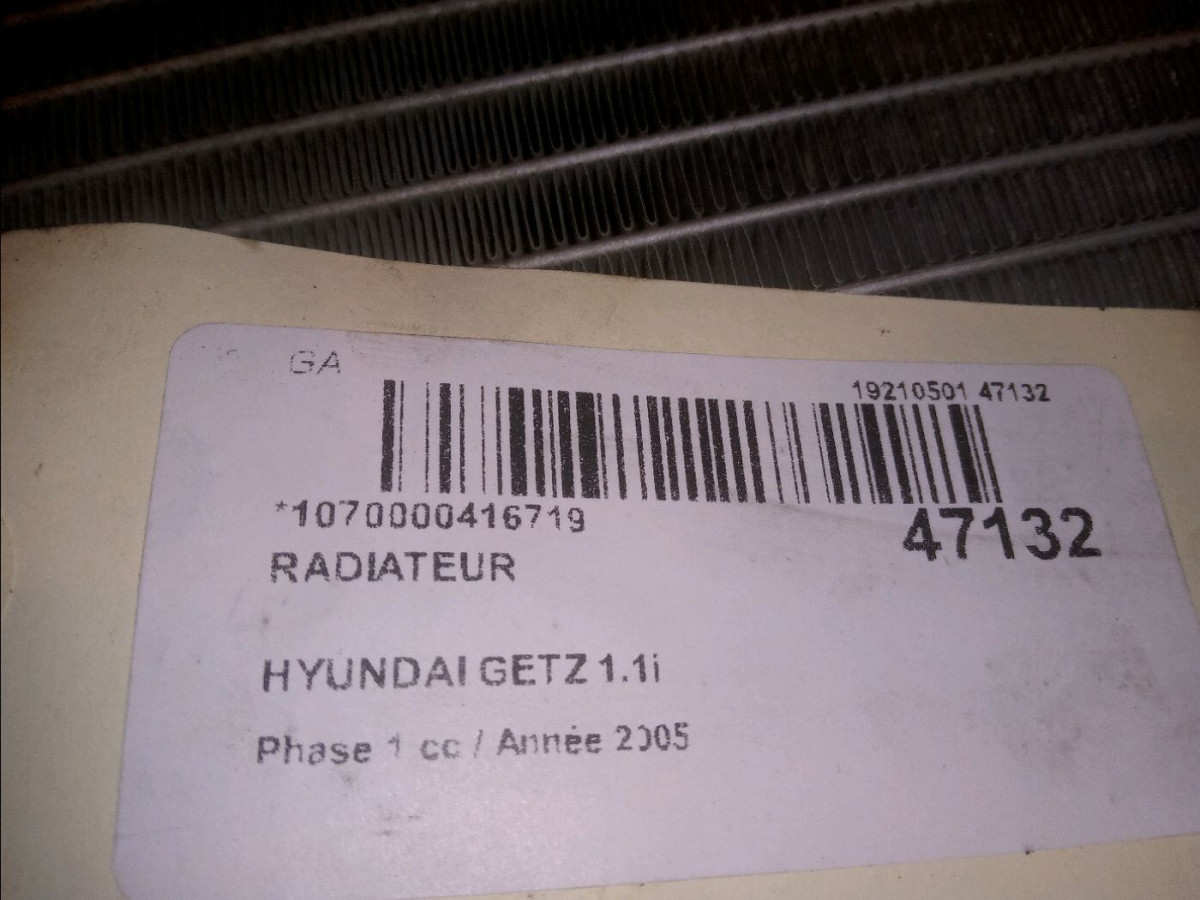 GA
19210501 47132
*1070000416719
47132
RADIATEUR
HYUNDAI GETZ 1.1i
Phase 1 cc / Année 2005